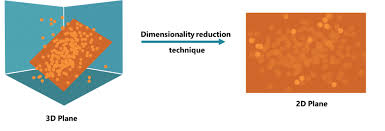 Dimensionality reduction
technique
3D Plane
2D Plane